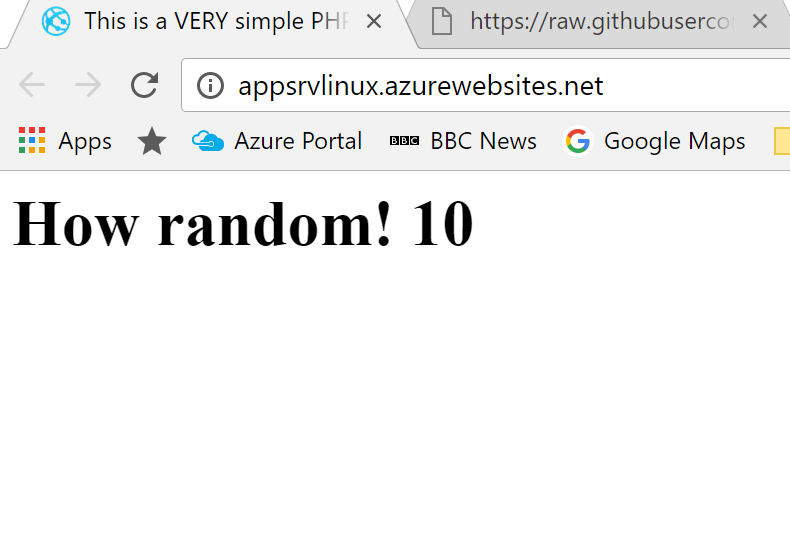 This is a VERY simple PHP
https://raw.githubuserco
appsrvlinux.azurewebsites.net
Apps Azure Portal BBC BBC News Google Maps
How random! 10